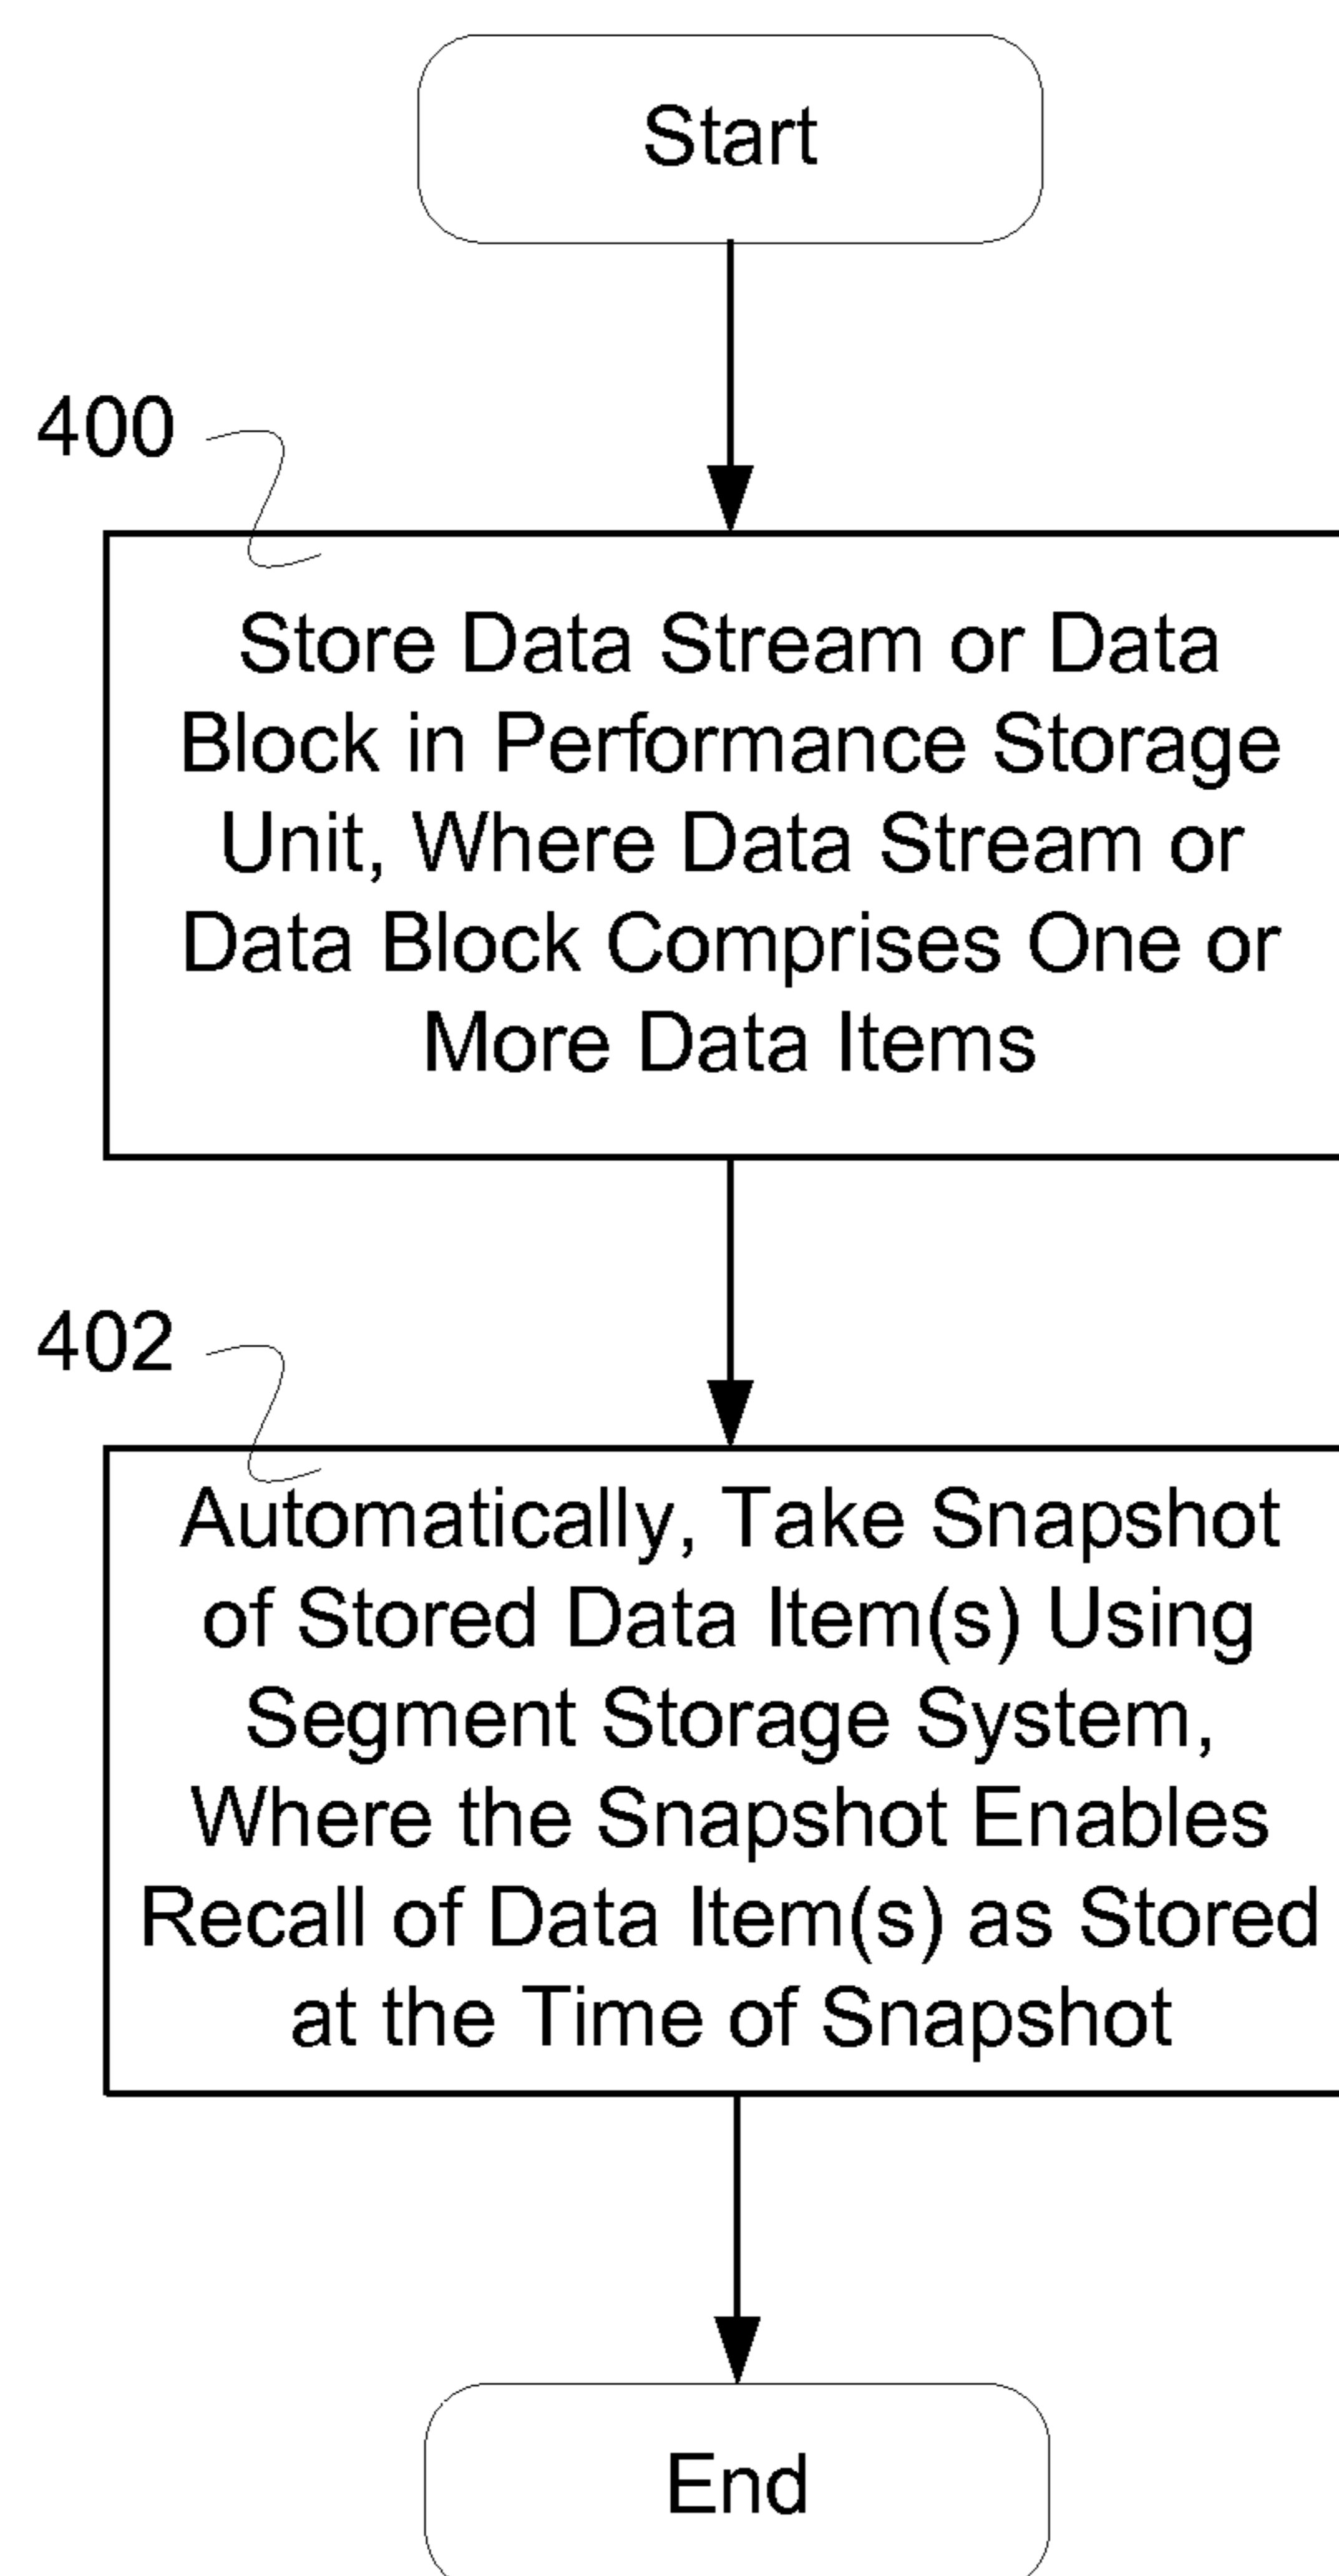 Start
400
Store Data Stream or Data
Block in Performance Storage
Unit, Where Data Stream or
Data Block Comprises One or
More Data Items
402
Automatically, Take Snapshot
of Stored Data Item(s) Using
Segment Storage System,
Where the Snapshot Enables
Recall of Data Item(s) as Stored
at the Time of Snapshot
End